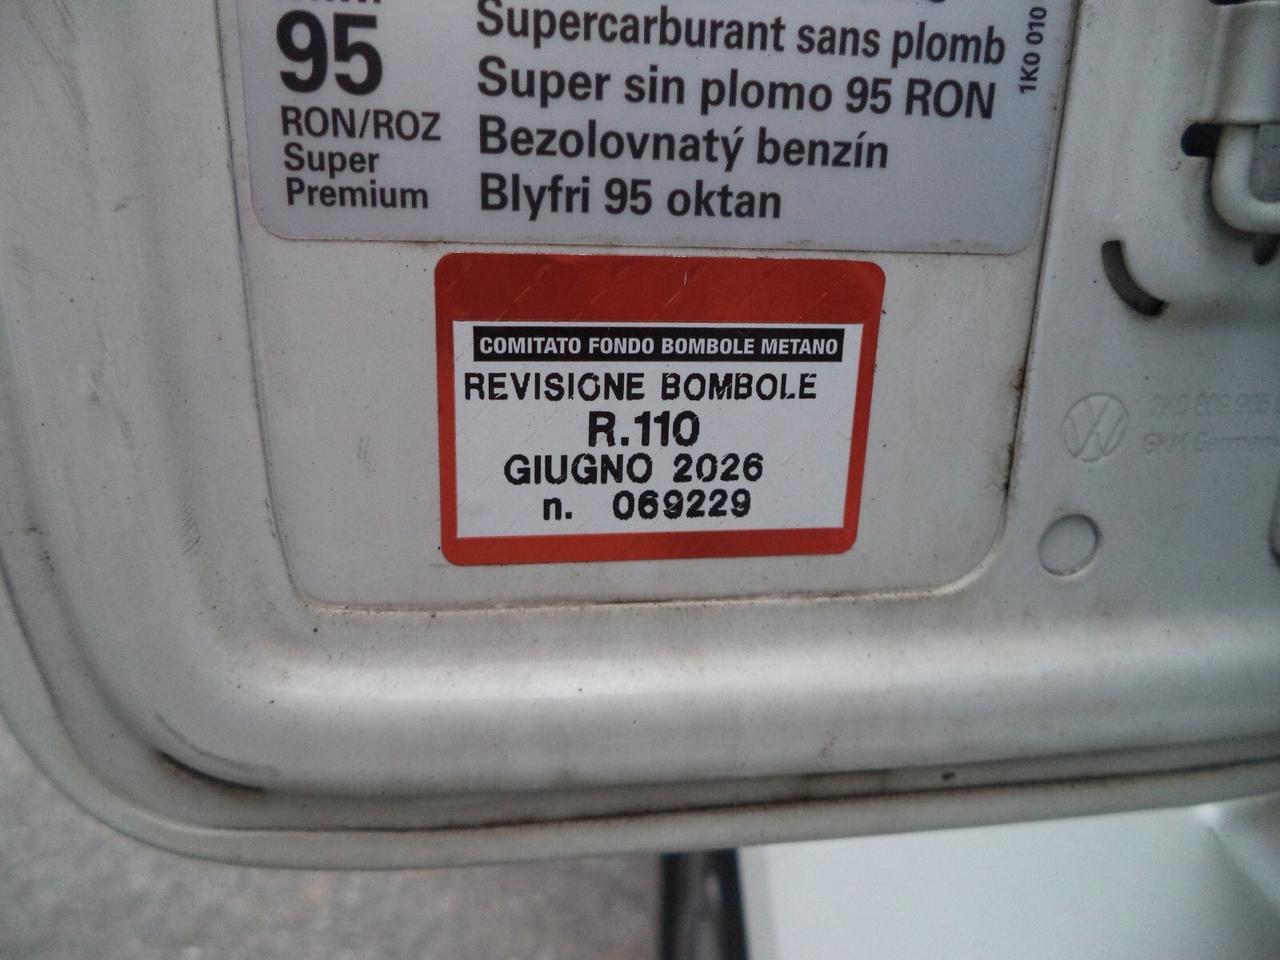 95
RON/ROZ
Super
Premium
Supercarburant sans plomb
Super sin plomo 95 RON
Bezolovnatý benzín
Blyfri 95 oktan
1K0 010
COMITATO FONDO BOMBOLE METANO
REVISIONE BOMBOLE
R.110
GIUGNO 2026
n. 069229